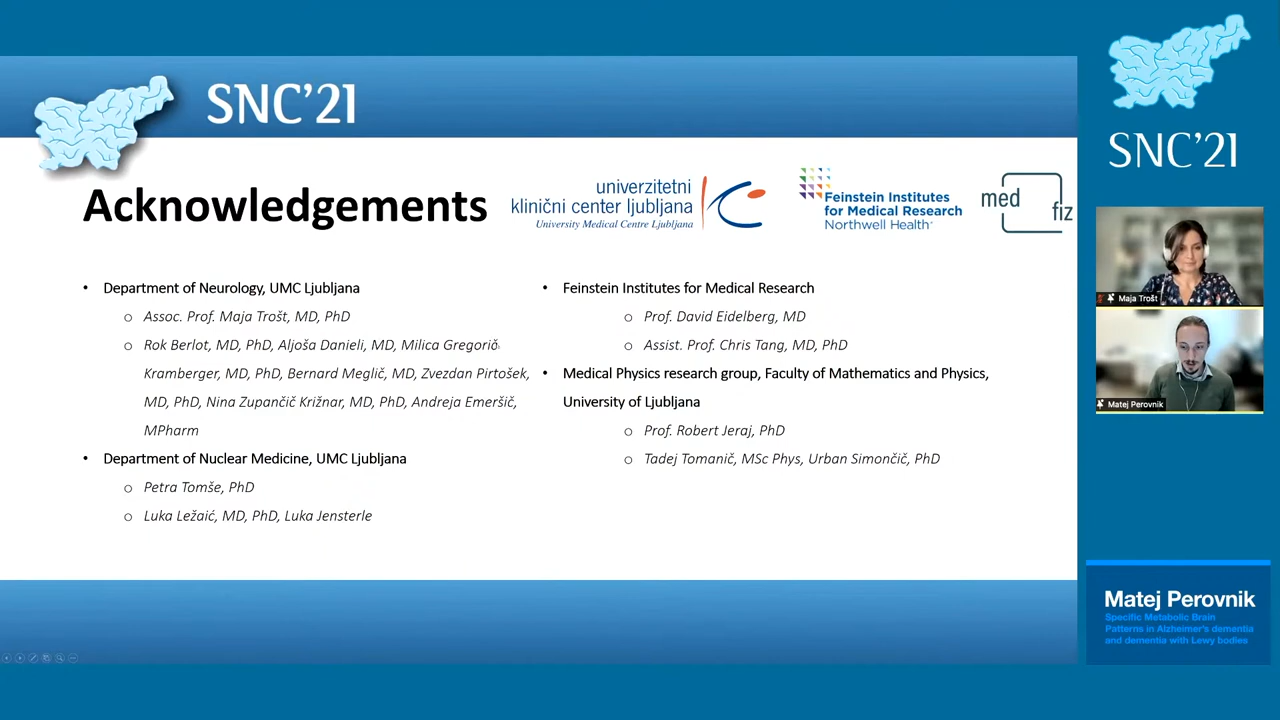 SNC’21
SNC’21
Acknowledgements
univerzitetni
klinični center ljubljana
University Medical Centre Ljubljana
Feinstein Institutes
for Medical Research
Northwell Health
med
fiz
• Department of Neurology, UMC Ljubljana
o Assoc. Prof. Maja Trošt, MD, PhD
o Rok Berlot, MD, PhD, Aljoša Danieli, MD, Milica Gregorič
Kramberger, MD, PhD, Bernard Meglič, MD, Zvezdan Pirtošek,
MD, PhD, Nina Zupančič Križnar, MD, PhD, Andreja Emeršič,
MPharm
• Department of Nuclear Medicine, UMC Ljubljana
o Petra Tomše, PhD
o Luka Ležaić, MD, PhD, Luka Jensterle
• Feinstein Institutes for Medical Research
o Prof. David Eidelberg, MD
o Assist. Prof. Chris Tang, MD, PhD
• Medical Physics research group, Faculty of Mathematics and Physics,
University of Ljubljana
o Prof. Robert Jeraj, PhD
o Tadej Tomanič, MSc Phys, Urban Simončič, PhD
Maja Trošt
Matej Perovnik
Matej Perovnik
Specific Metabolic Brain
Patterns in Alzheimer's dementia
and dementia with Lewy bodies